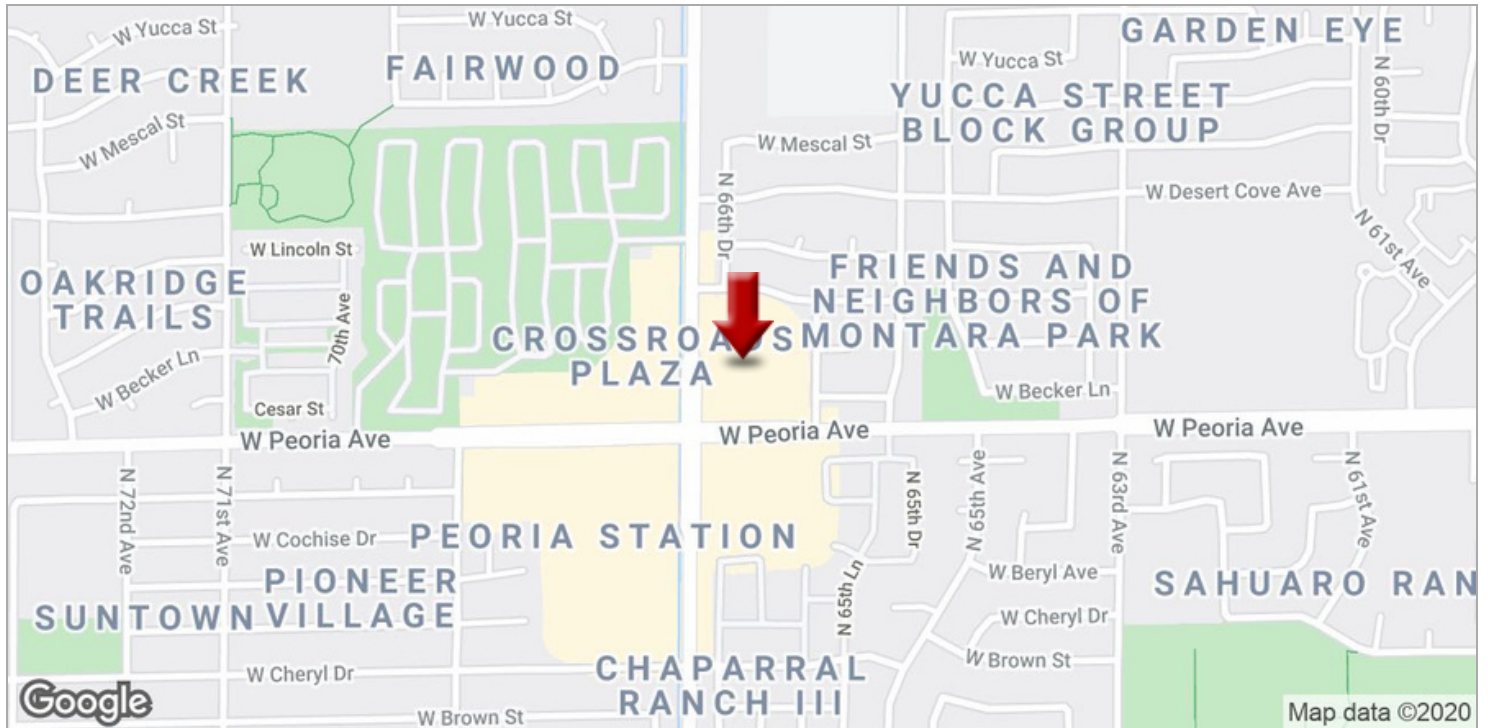 W Yucca St
W Yucca St
GARDEN EYE
DEER CREEK
FAIRWOOD
W Yucca St
N 60th Dr
YUCCA STREET
BLOCK GROUP
W Mescal St
W Mescal St
N 66th Dr
W Desert Cove Ave
N 61st Ave
W Lincoln St
OAKRIDGE
TRAILS
70th Ave
FRIENDS AND
NEIGHBORS OF
MONTARA PARK
CROSSROADS
PLAZA
W Becker Ln
W Becker Ln
Cesar St
W Peoria Ave
W Peoria Ave
W Peoria Ave
N 72nd Ave
N 71st Ave
N 65th Dr
N 65th Ave
N 63rd Ave
N 61st Ave
W Cochise Dr
PEORIA STATION
PIONEER
VILLAGE
SUNTOWN
N 65th Ln
W Beryl Ave
SAHUARO RAN
W Cheryl Dr
W Cheryl Dr
CHAPARRAL
RANCH III
W Brown St
W Brown St
Google
Map data ©2020